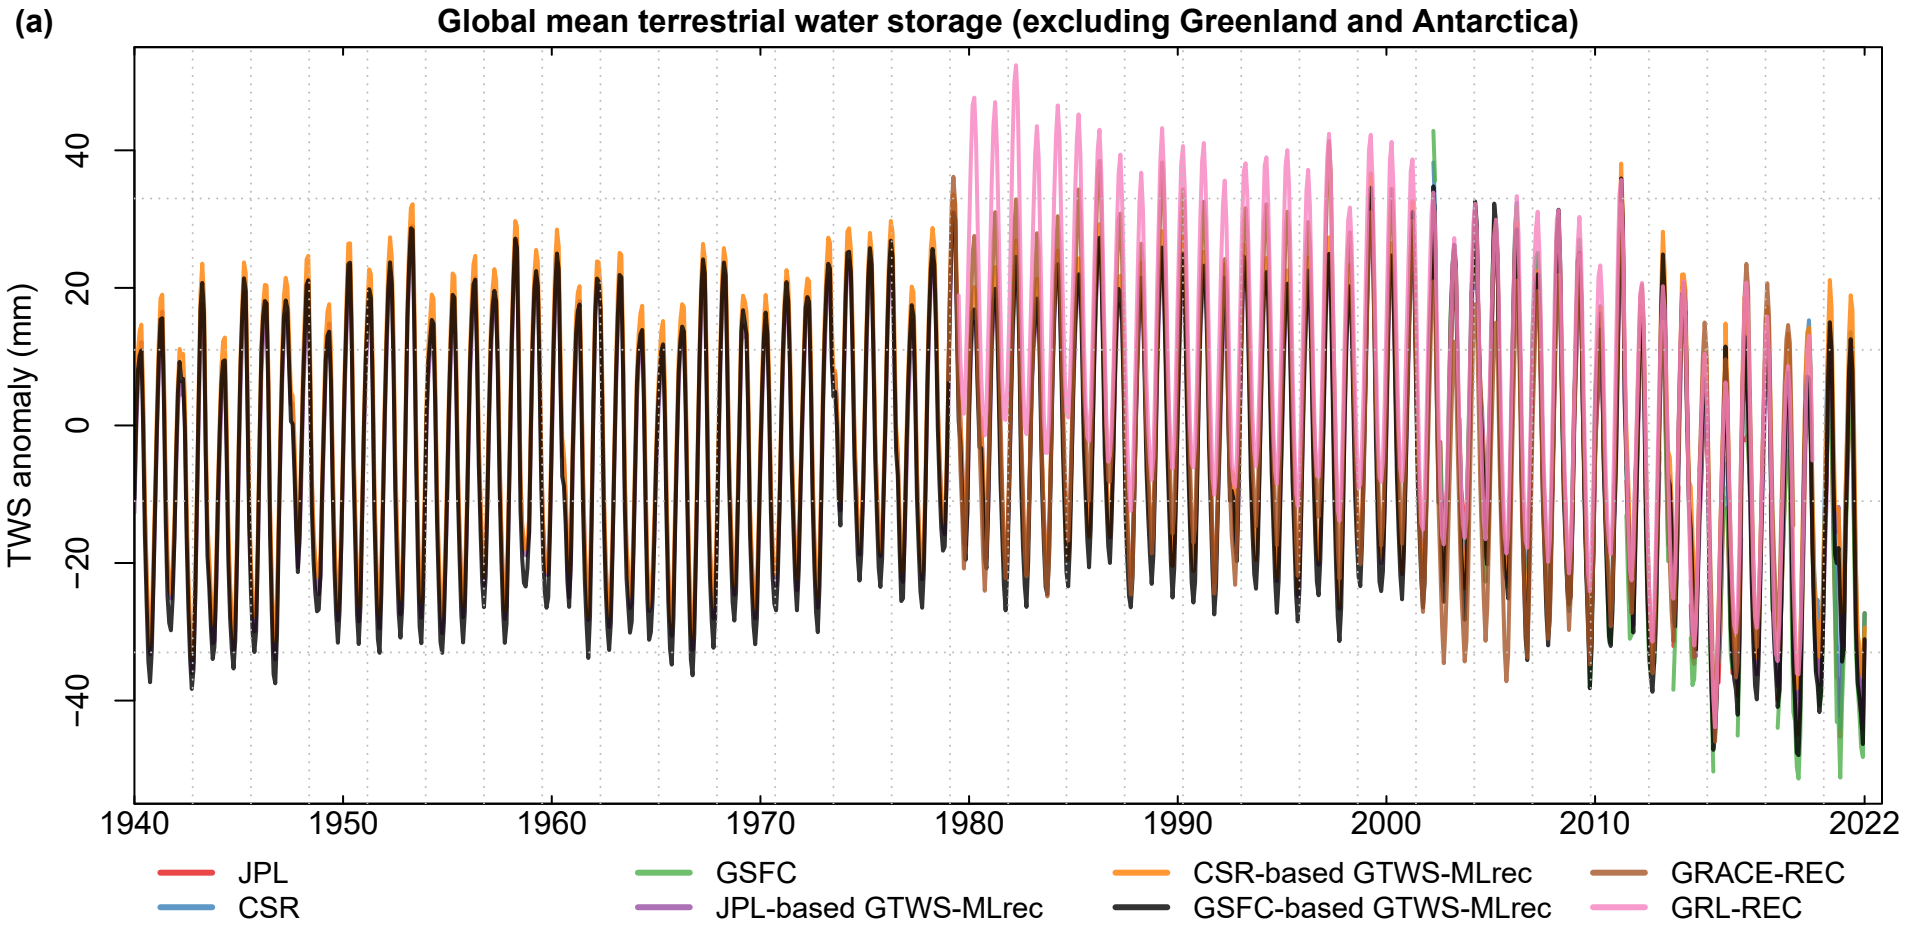 (a)
Global mean terrestrial water storage (excluding Greenland and Antarctica)
TWS anomaly (mm)
40
20
0
−20
−40
1940 1950 1960 1970 1980 1990 2000 2010 2022
JPL GSFC CSR-based GTWS-MLrec GRACE-REC
CSR JPL-based GTWS-MLrec GSFC-based GTWS-MLrec GRL-REC